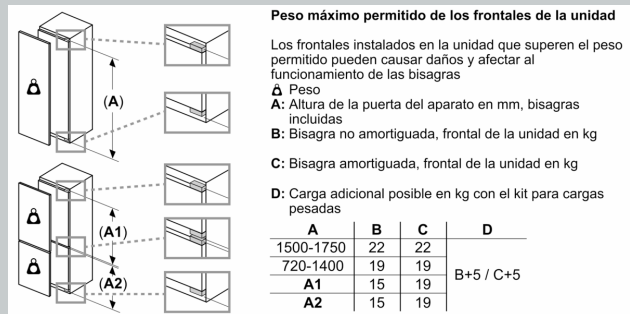 Peso máximo permitido de los frontales de la unidad
Los frontales instalados en la unidad que superen el peso
permitido pueden causar daños y afectar al
funcionamiento de las bisagras
Peso
A: Altura de la puerta del aparato en mm, bisagras
incluidas
B: Bisagra no amortiguada, frontal de la unidad en kg
C: Bisagra amortiguada, frontal de la unidad en kg
D: Carga adicional posible en kg con el kit para cargas
pesadas
A B C D
1500-1750 22 22
720-1400 19 19
B+5 / C+5
A1 15 19
A2 15 19
(A)
(A1)
(A2)